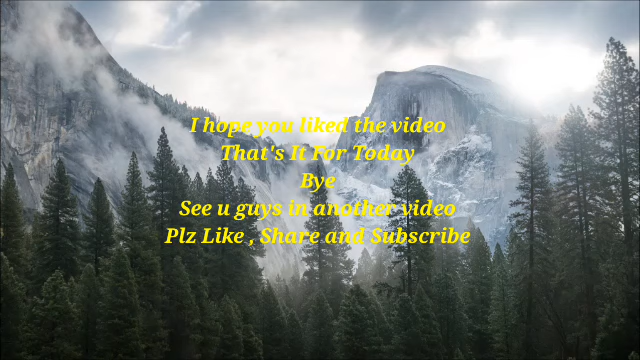 I hope you liked the video
That's It For Today
Bye
See u guys in another video
Plz Like , Share and Subscribe